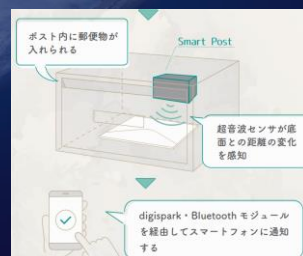 ポスト内に郵便物が
入れられる
Smart Post
超音波センサが底
面との距離の変化
を感知
digispark・Bluetooth モジュール
を経由してスマートフォンに通知
する